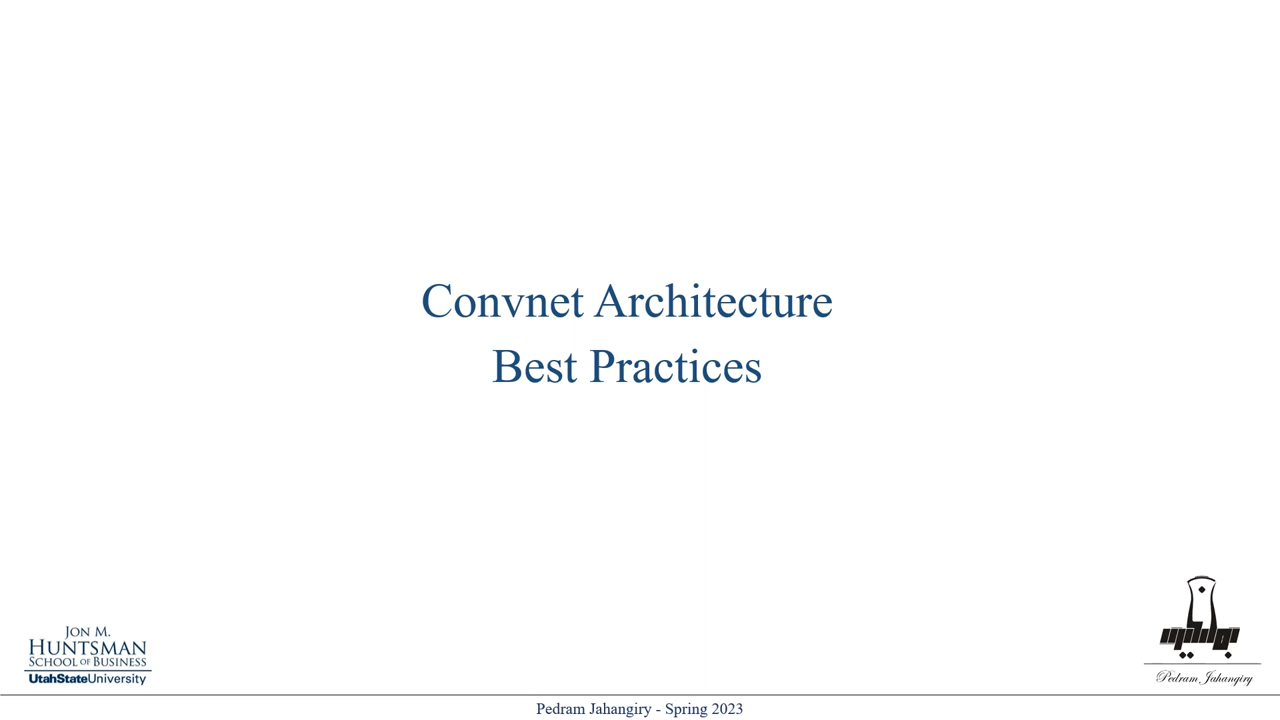 Convnet Architecture
Best Practices
JON M.
HUNTSMAN
SCHOOL OF BUSINESS
UtahStateUniversity
Pedram Jahangiry
Pedram Jahangiry - Spring 2023